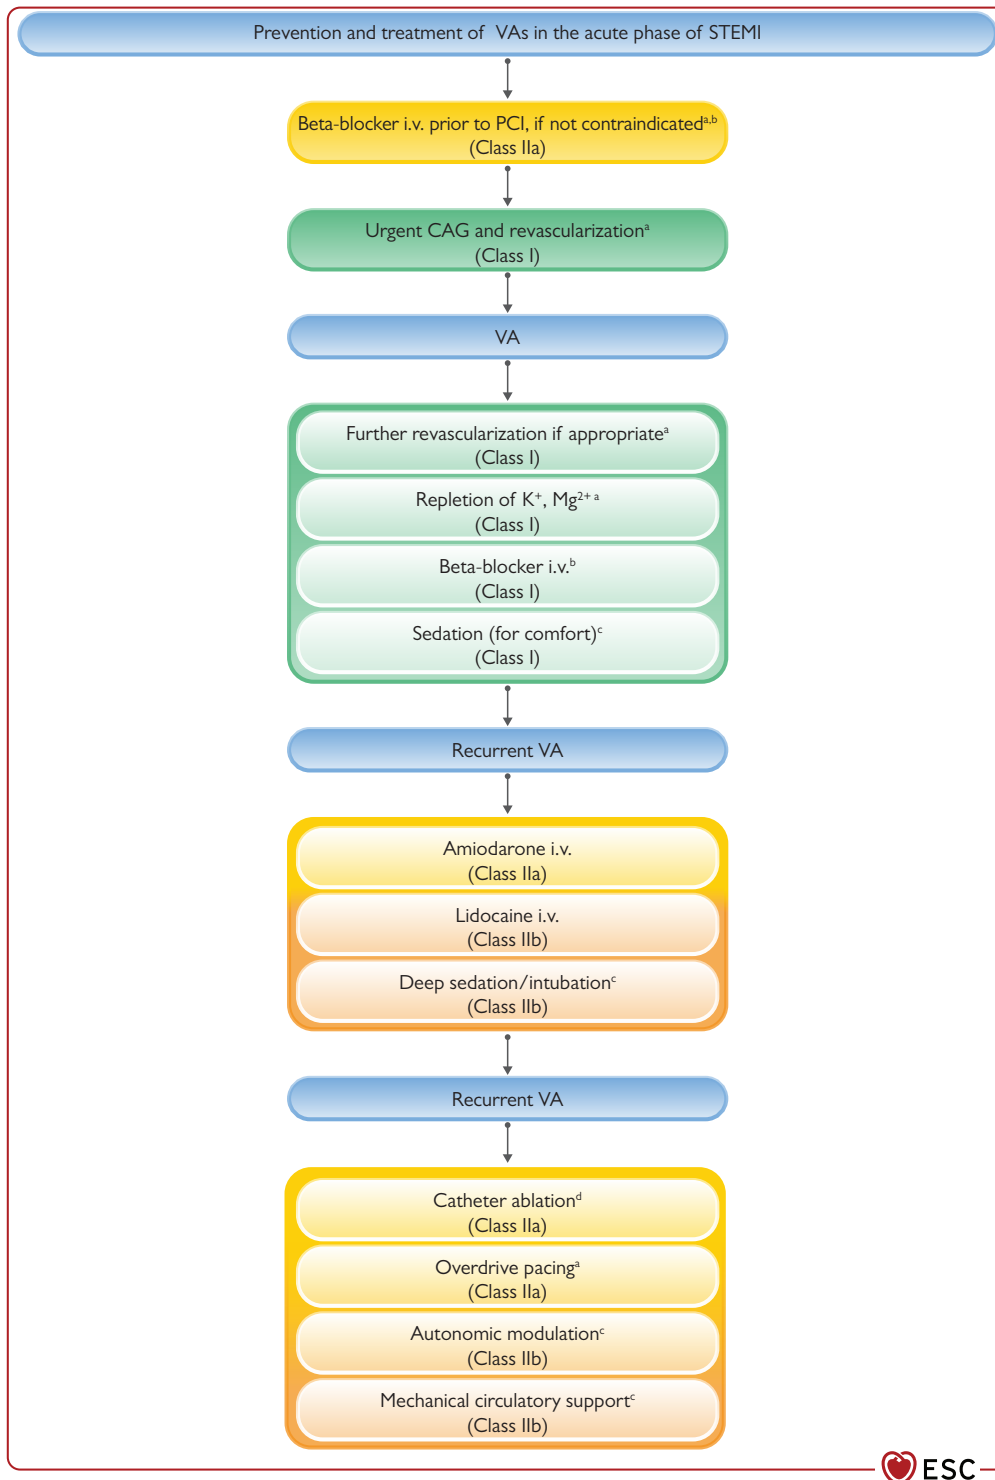 Prevention and treatment of VAs in the acute phase of STEMI
Beta-blocker i.v. prior to PCI, if not contraindicatedᵃ,ᵇ
(Class IIa)
Urgent CAG and revascularizationᵃ
(Class I)
VA
Further revascularization if appropriateᵃ
(Class I)
Repletion of K⁺, Mg²⁺ ᵃ
(Class I)
Beta-blocker i.v.ᵇ
(Class I)
Sedation (for comfort)ᶜ
(Class I)
Recurrent VA
Amiodarone i.v.
(Class IIa)
Lidocaine i.v.
(Class IIb)
Deep sedation/intubationᶜ
(Class IIb)
Recurrent VA
Catheter ablationᵈ
(Class IIa)
Overdrive pacingᵃ
(Class IIa)
Autonomic modulationᶜ
(Class IIb)
Mechanical circulatory supportᶜ
(Class IIb)
ESC